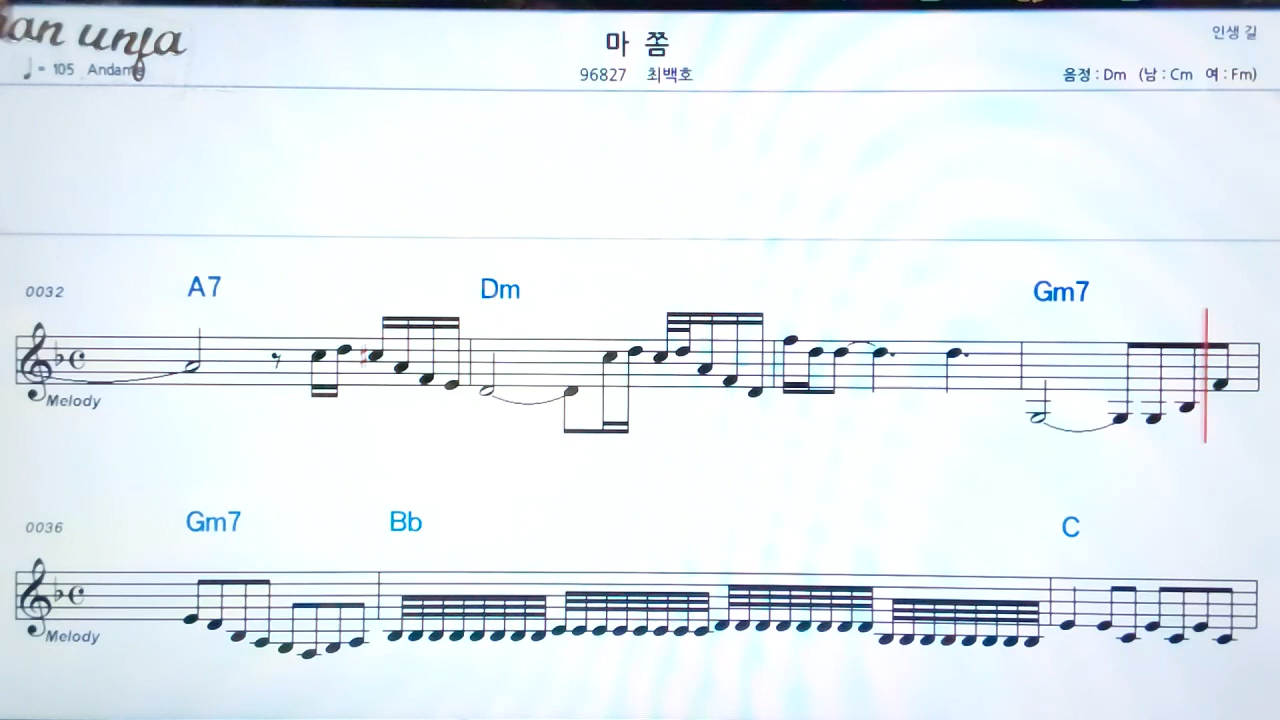 마 쫌
인생 길
♩= 105 Andante
96827 최백호
음정 : Dm (남 : Cm 여 : Fm)
0032 A7 Dm Gm7
Melody
0036 Gm7 Bb C
Melody